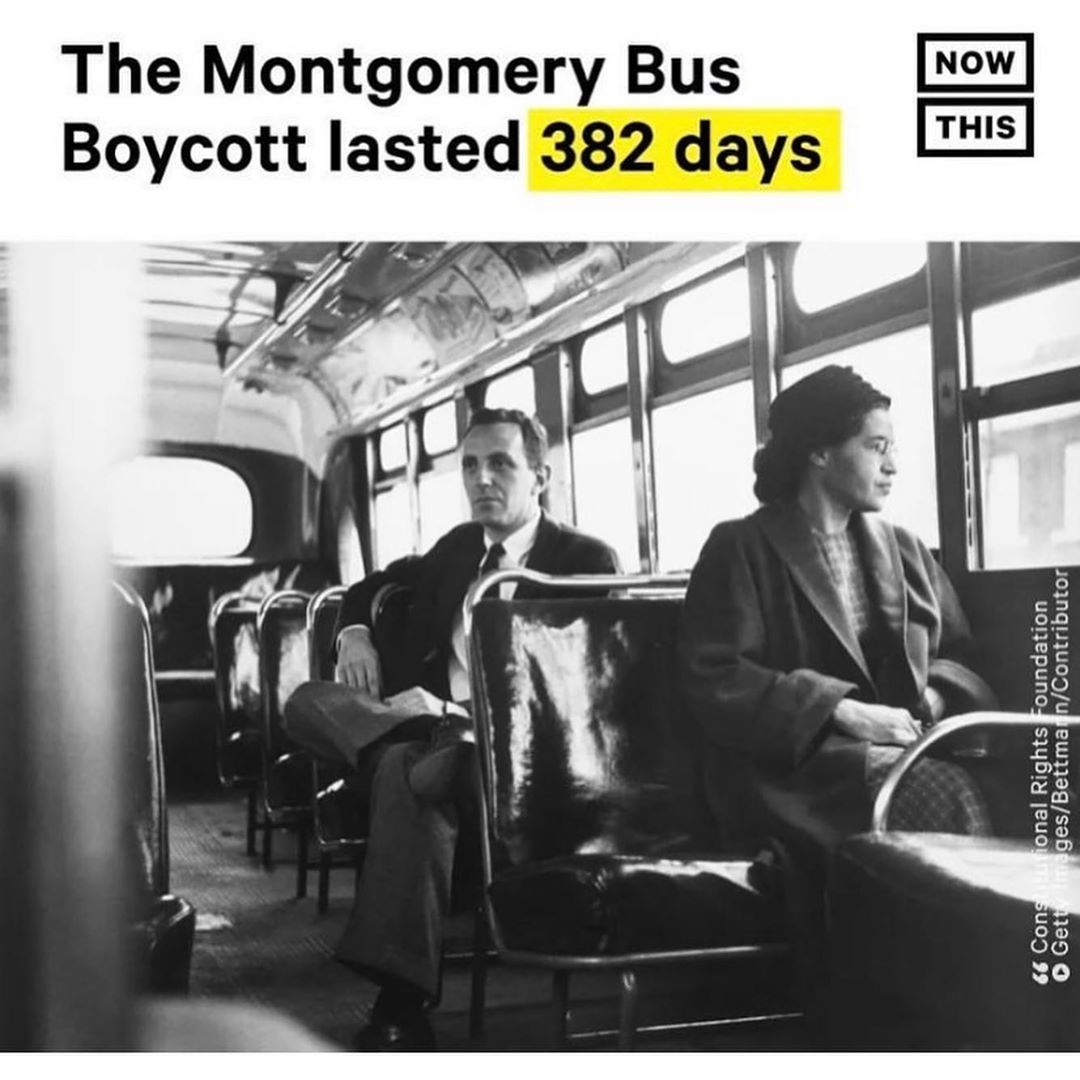 The Montgomery Bus
Boycott lasted 382 days
NOW
THIS
Constitutional Rights Foundation
Getty Images/Bettmann/Contributor